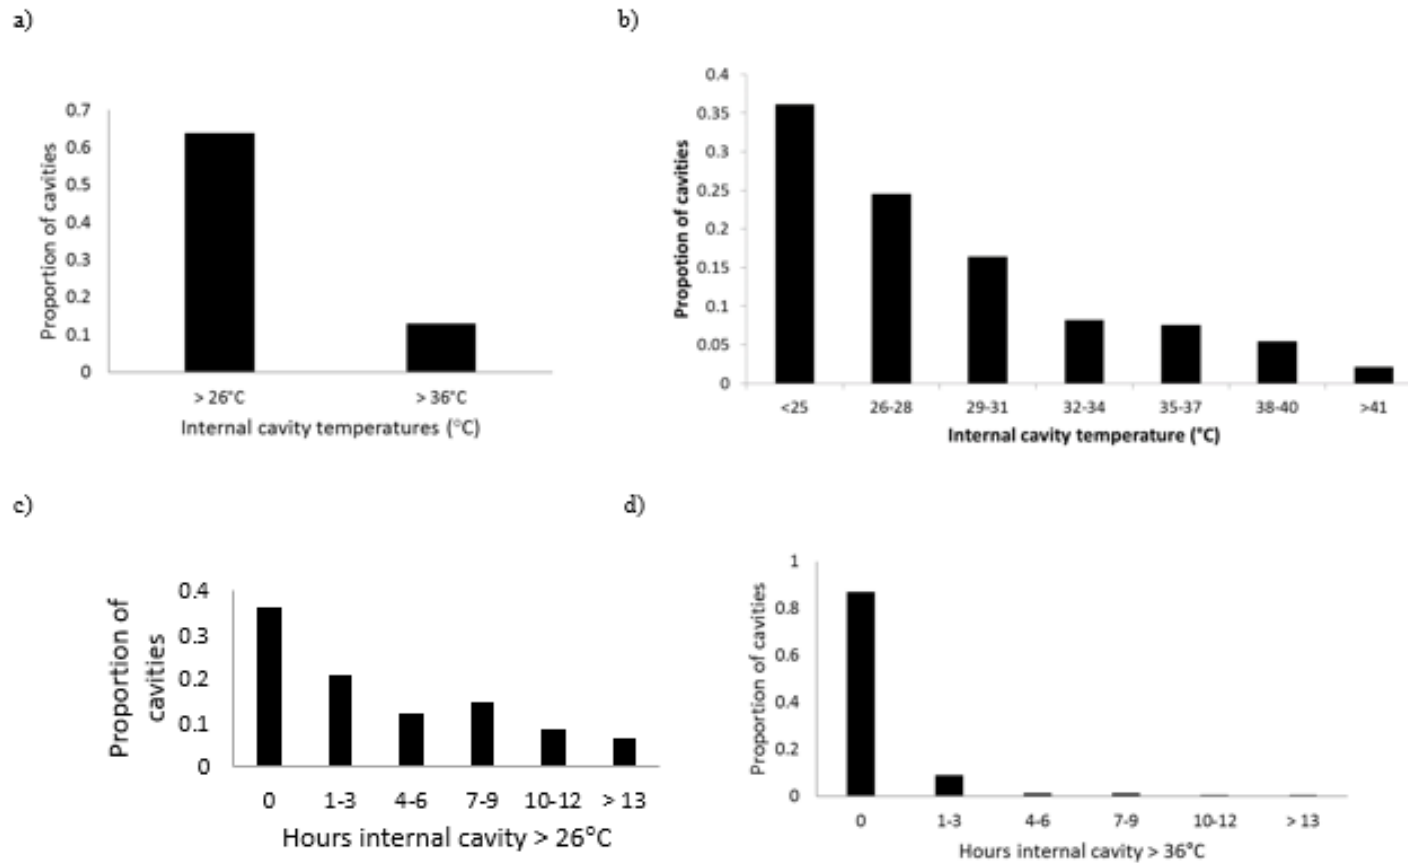 a)
0.7
0.6
0.5
0.4
0.3
0.2
0.1
0
Proportion of cavities
> 26°C > 36°C
Internal cavity temperatures (°C)
b)
0.4
0.35
0.3
0.25
0.2
0.15
0.1
0.05
0
Propotion of cavities
<25 26-28 29-31 32-34 35-37 38-40 >41
Internal cavity temperature (°C)
c)
0.4
0.3
0.2
0.1
0
Proportion of
cavities
0 1-3 4-6 7-9 10-12 > 13
Hours internal cavity > 26°C
d)
1
0.8
0.6
0.4
0.2
0
Proportion of cavities
0 1-3 4-6 7-9 10-12 > 13
Hours internal cavity > 36°C